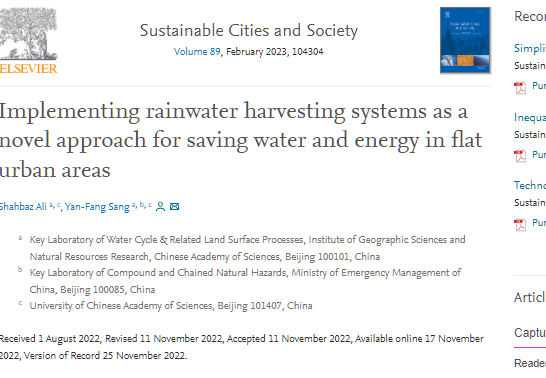 ELSEVIER
Sustainable Cities and Society
Volume 89, February 2023, 104304
Implementing rainwater harvesting systems as a
novel approach for saving water and energy in flat
urban areas
Shahbaz Ali a, c, Yan-Fang Sang a, b, c
a Key Laboratory of Water Cycle & Related Land Surface Processes, Institute of Geographic Sciences and
Natural Resources Research, Chinese Academy of Sciences, Beijing 100101, China
b Key Laboratory of Compound and Chained Natural Hazards, Ministry of Emergency Management of
China, Beijing 100085, China
c University of Chinese Academy of Sciences, Beijing 101407, China
Received 1 August 2022, Revised 11 November 2022, Accepted 11 November 2022, Available online 17 November
2022, Version of Record 25 November 2022.
Reco
Simpli
Sustain
Pu
Inequa
Sustain
Pu
Techno
Sustain
Pu
Articl
Captu
Reade